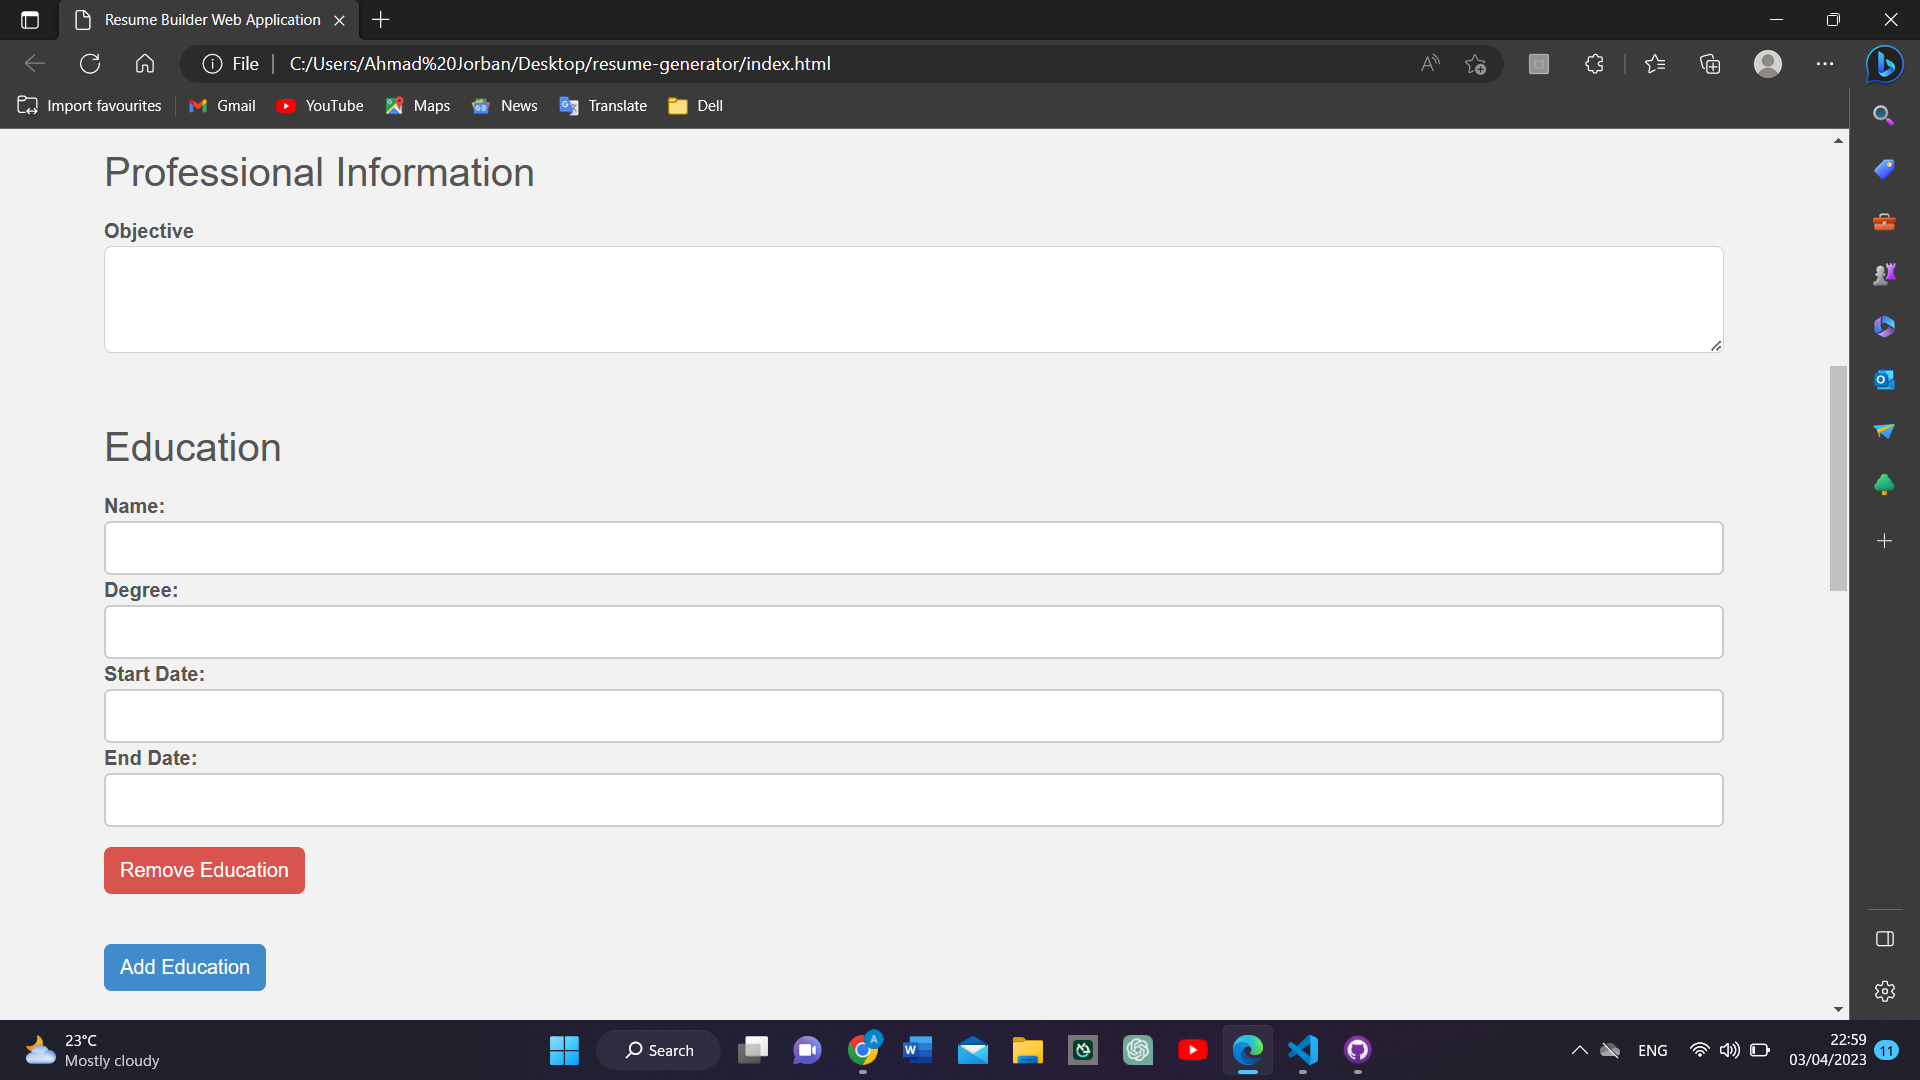 Resume Builder Web Application
File
C:/Users/Ahmad%20Jorban/Desktop/resume-generator/index.html
Import favourites
Gmail
YouTube
Maps
News
Translate
Dell
Professional Information
Objective
Education
Name:
Degree:
Start Date:
End Date:
Remove Education
Add Education
23°C
Mostly cloudy
Search
A
ENG
22:59
03/04/2023
11